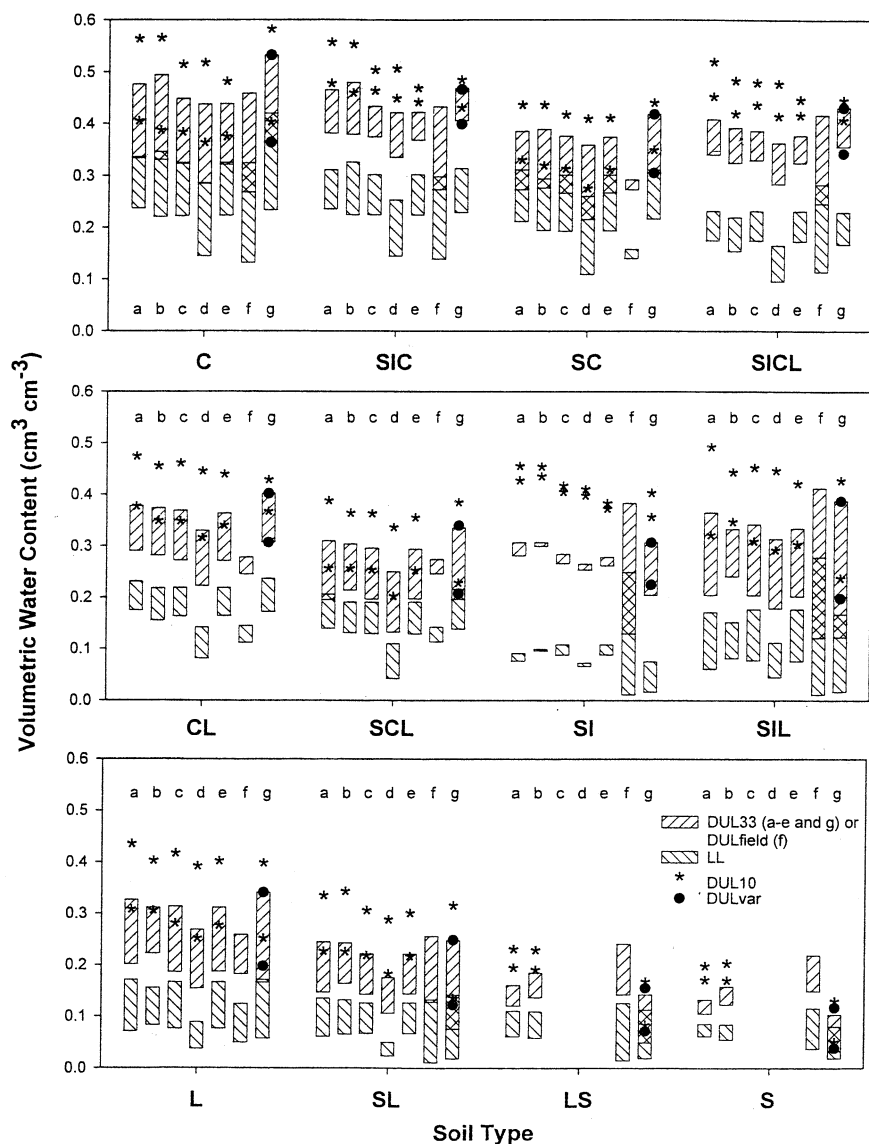 Volumetric Water Content (cm³ cm⁻³)
0.6
0.5
0.4
0.3
0.2
0.1
0.0
a b c d e f g
a b c d e f g
a b c d e f g
a b c d e f g
C SIC SC SICL
0.6
0.5
0.4
0.3
0.2
0.1
0.0
a b c d e f g
a b c d e f g
a b c d e f g
a b c d e f g
CL SCL SI SIL
0.6
0.5
0.4
0.3
0.2
0.1
0.0
a b c d e f g
a b c d e f g
a b c d e f g
a b c d e f g
DUL33 (a-e and g) or
DULfield (f)
LL
* DUL10
DULvar
L SL LS S
Soil Type